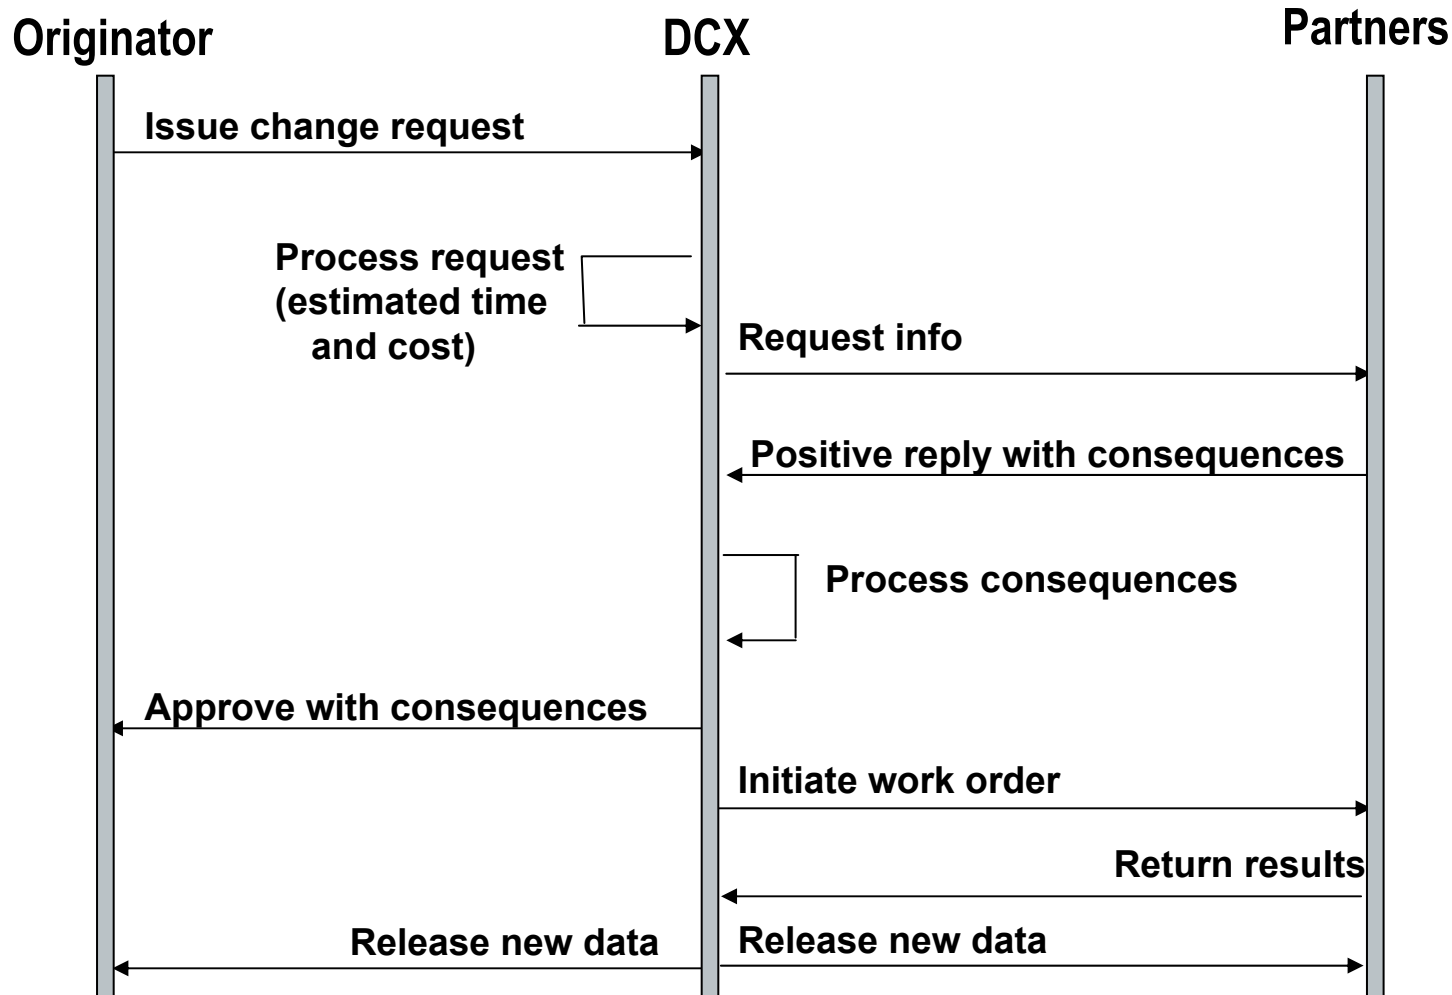 Originator
DCX
Partners
Issue change request
Process request
(estimated time
and cost)
Request info
Positive reply with consequences
Process consequences
Approve with consequences
Initiate work order
Return results
Release new data
Release new data